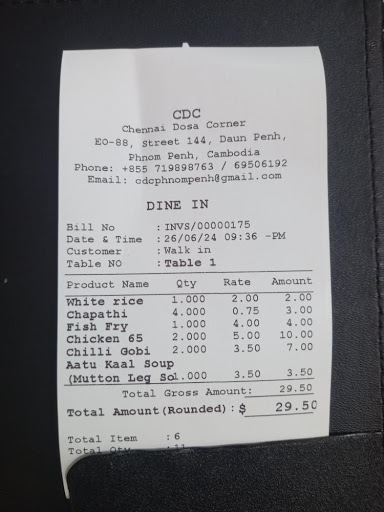 CDC
Chennai Dosa Corner
EO-88, Street 144, Daun Penh,
Phnom Penh, Cambodia
Phone: +855 719898763 / 69506192
Email: cdcphnompenh@gmail.com
DINE IN
Bill No : INVS/00000175
Date & Time : 26/06/24 09:36 -PM
Customer : Walk in
Table NO : Table 1
Product Name Qty Rate Amount
White rice 1.000 2.00 2.00
Chapathi 4.000 0.75 3.00
Fish Fry 1.000 4.00 4.00
Chicken 65 2.000 5.00 10.00
Chilli Gobi 2.000 3.50 7.00
Aatu Kaal Soup
(Mutton Leg So1.000 3.50 3.50
Total Gross Amount: 29.50
Total Amount(Rounded) : $ 29.50
Total Item : 6
Total Qty : 11